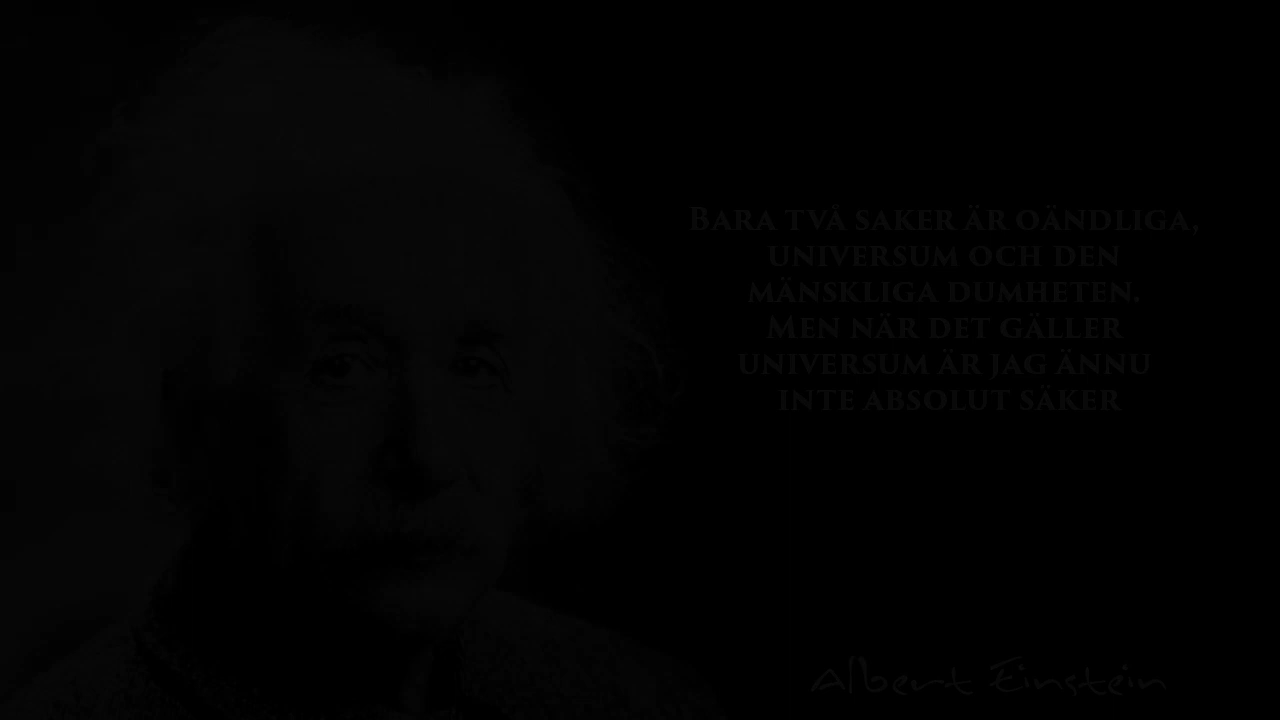 BARA TVÅ SAKER ÄR OÄNDLIGA,
UNIVERSUM OCH DEN
MÄNSKLIGA DUMHETEN.
MEN NÄR DET GÄLLER
UNIVERSUM ÄR JAG ÄNNU
INTE ABSOLUT SÄKER
Albert Einstein